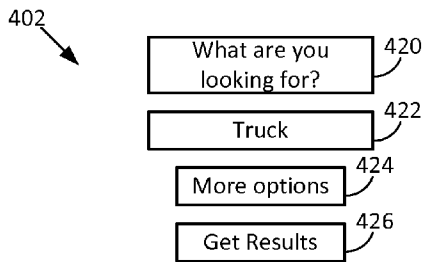 402
What are you
looking for?
420
Truck
422
More options
424
Get Results
426